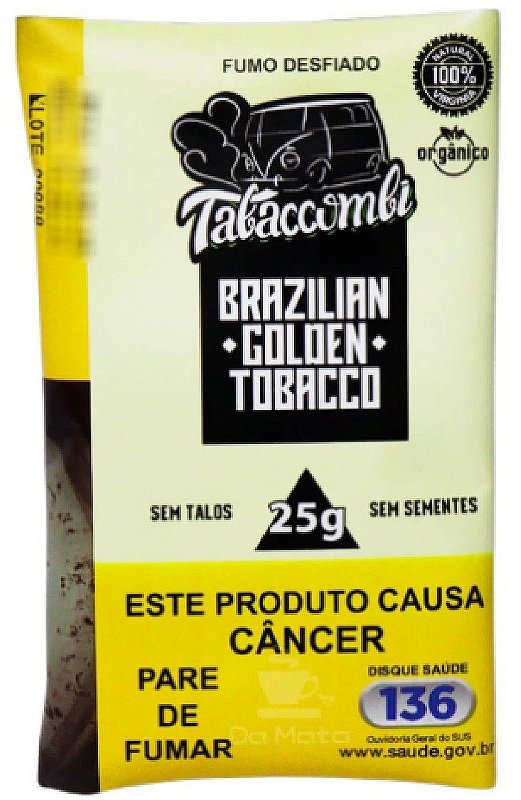 FUMO DESFIADO
NATURAL
100%
VIRGINIA
orgânico
Tabaccombi
BRAZILIAN
GOLDEN
TOBACCO
SEM TALOS
25g
SEM SEMENTES
ESTE PRODUTO CAUSA
CÂNCER
PARE
DE
FUMAR
DISQUE SAÚDE
136
Ouvidoria Geral do SUS
www.saude.gov.br
Da Mata
LOTE